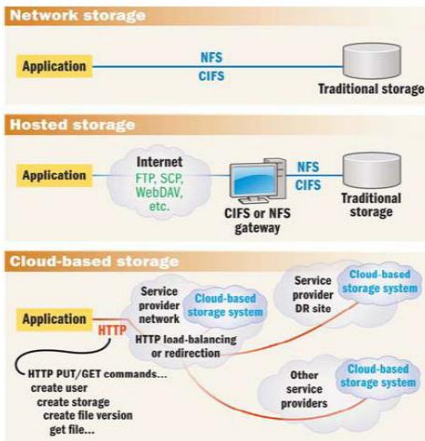 Network storage
Application
NFS
CIFS
Traditional storage
Hosted storage
Application
Internet
FTP, SCP,
WebDAV,
etc.
CIFS or NFS
gateway
NFS
CIFS
Traditional
storage
Cloud-based storage
Application
HTTP
Service
provider
network
Cloud-based
storage system
HTTP load-balancing
or redirection
Service
provider
DR site
Cloud-based
storage system
HTTP PUT/GET commands...
create user
create storage
create file version
get file...
Other
service
providers
Cloud-based
storage system